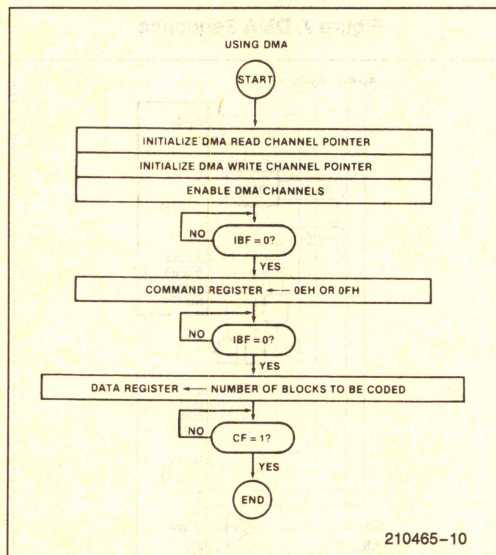 USING DMA
START
INITIALIZE DMA READ CHANNEL POINTER
INITIALIZE DMA WRITE CHANNEL POINTER
ENABLE DMA CHANNELS
IBF = 0?
NO
YES
COMMAND REGISTER ← 0EH OR 0FH
NO
IBF = 0?
YES
DATA REGISTER ← NUMBER OF BLOCKS TO BE CODED
NO
CF = 1?
YES
END
210465–10